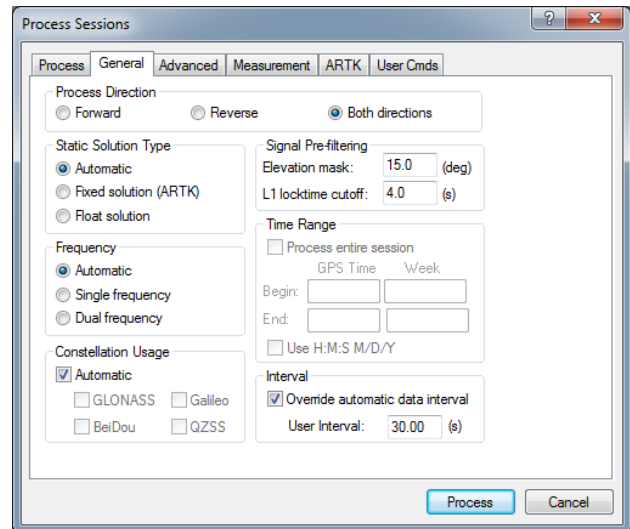 Process Sessions
Process General Advanced Measurement ARTK User Cmds
Process Direction
Forward Reverse Both directions
Static Solution Type
Automatic
Fixed solution (ARTK)
Float solution
Signal Pre-filtering
Elevation mask: 15.0 (deg)
L1 locktime cutoff: 4.0 (s)
Frequency
Automatic
Single frequency
Dual frequency
Time Range
Process entire session
GPS Time Week
Begin:
End:
Use H:M:S M/D/Y
Constellation Usage
Automatic
GLONASS Galileo
BeiDou QZSS
Interval
Override automatic data interval
User Interval: 30.00 (s)
Process Cancel